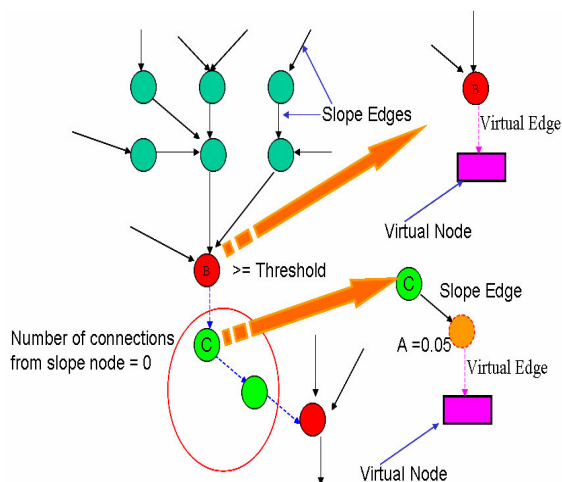 B
Slope Edges
Virtual Edge
Virtual Node
B
>= Threshold
C
Slope Edge
Number of connections
from slope node = 0
C
A =0.05
Virtual Edge
Virtual Node